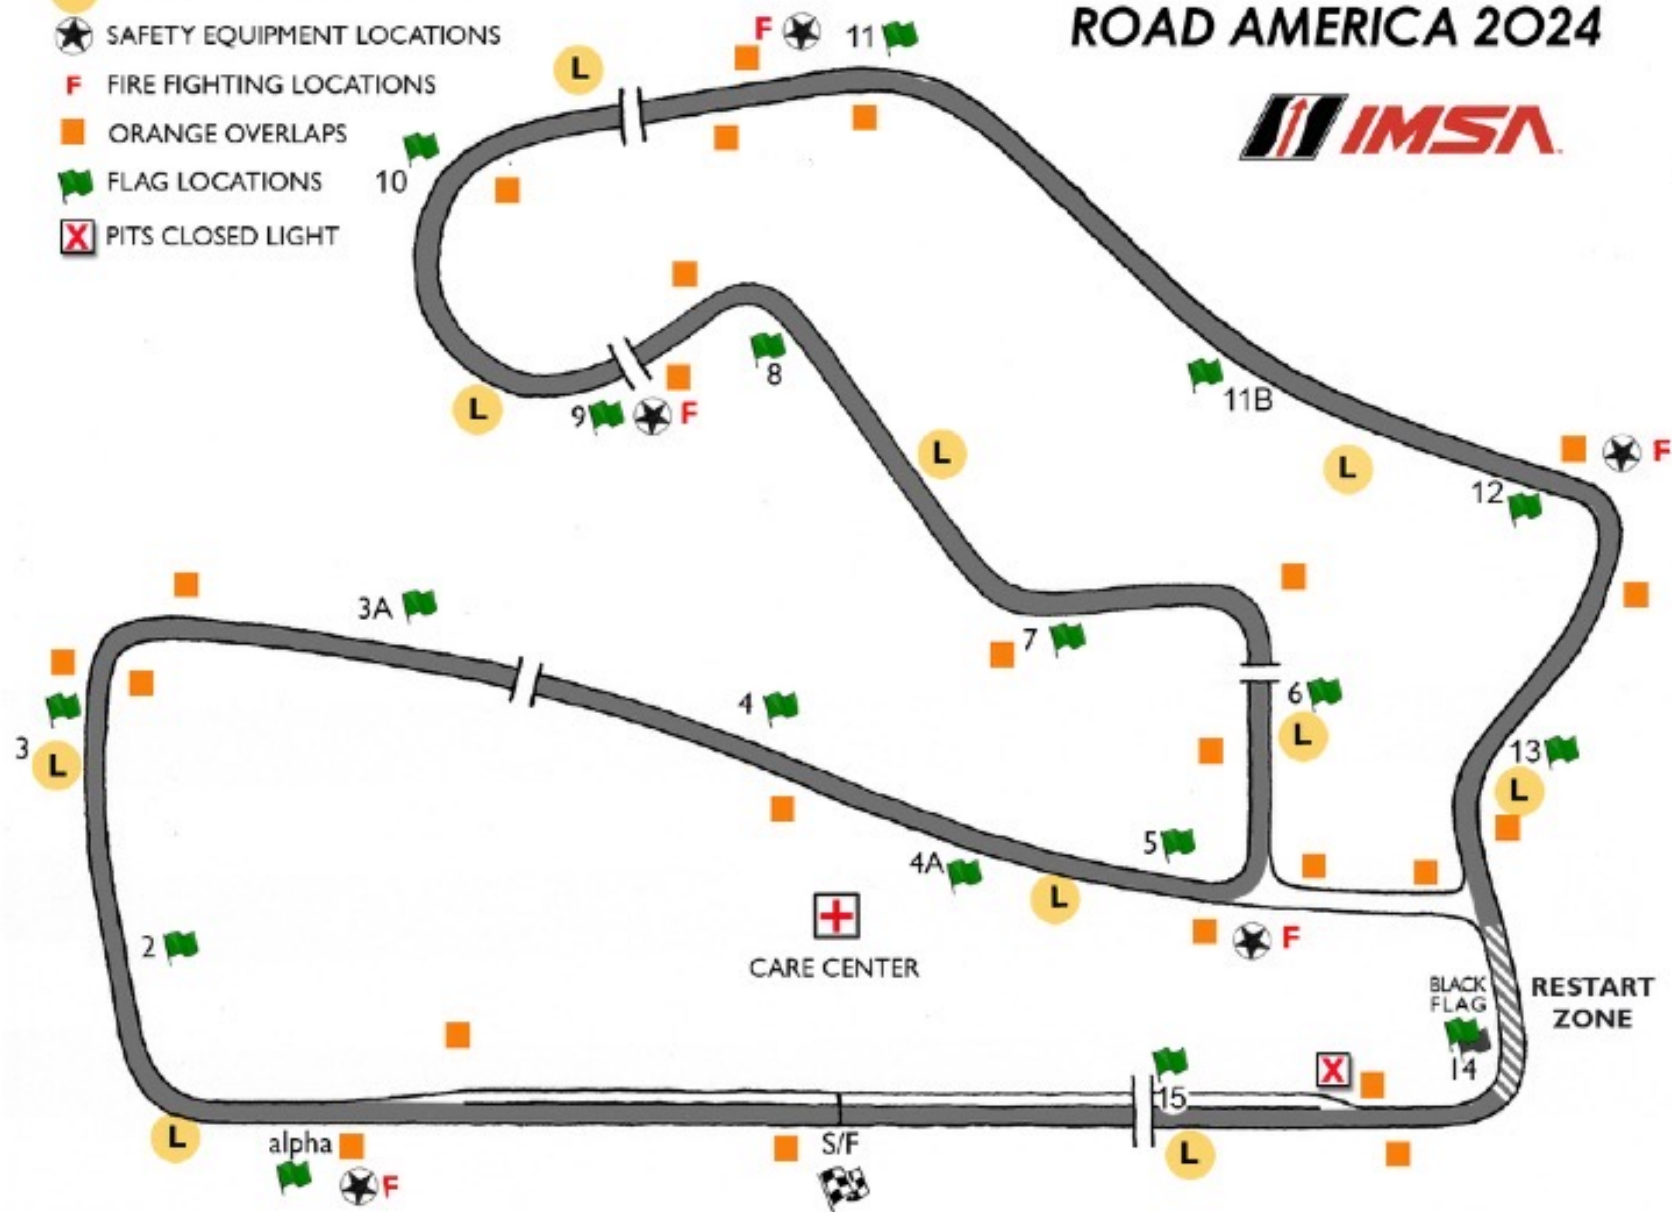 ROAD AMERICA 2024
IMSA
SAFETY EQUIPMENT LOCATIONS
F FIRE FIGHTING LOCATIONS
ORANGE OVERLAPS
FLAG LOCATIONS
X PITS CLOSED LIGHT
F
11
L
10
8
9
F
L
L
11B
L
F
12
3A
7
6
L
3
L
4
13
L
5
4A
L
2
CARE CENTER
F
BLACK
FLAG
RESTART
ZONE
14
X
15
L
alpha
S/F
L
F